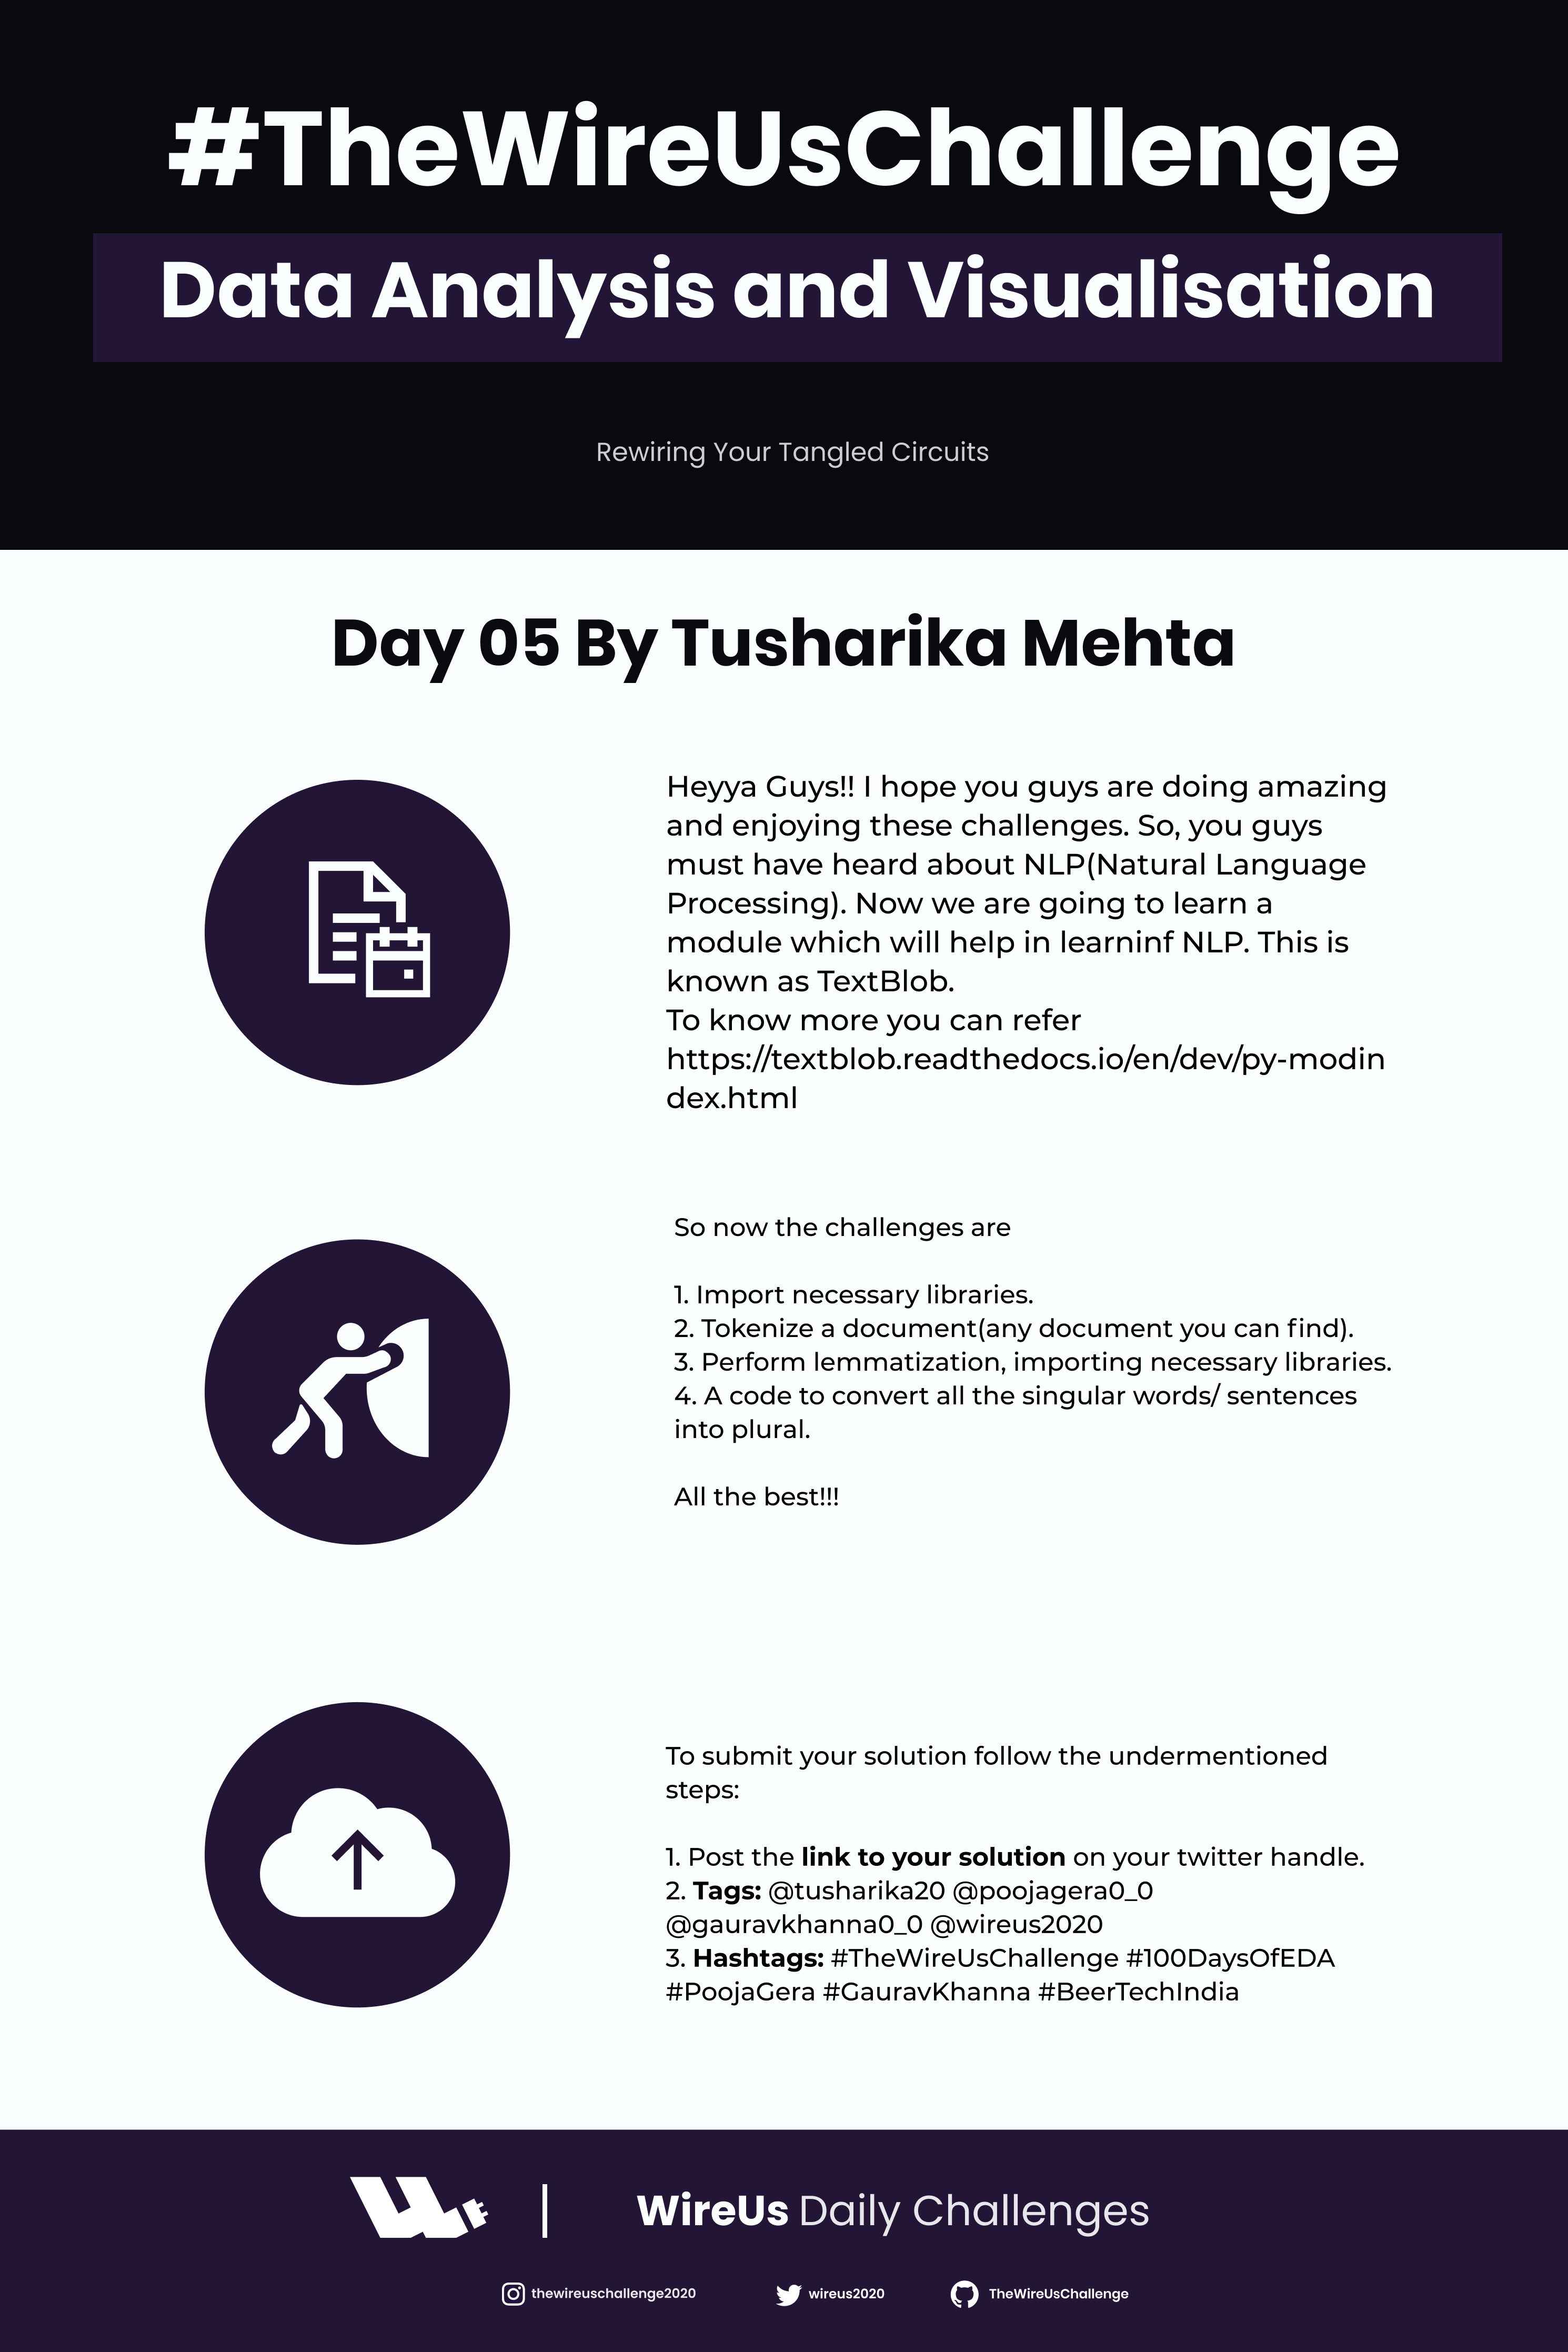 #TheWireUsChallenge
Data Analysis and Visualisation
Rewiring Your Tangled Circuits
Day 05 By Tusharika Mehta
Heyya Guys!! I hope you guys are doing amazing
and enjoying these challenges. So, you guys
must have heard about NLP(Natural Language
Processing). Now we are going to learn a
module which will help in learninf NLP. This is
known as TextBlob.
To know more you can refer
https://textblob.readthedocs.io/en/dev/py-modin
dex.html
So now the challenges are
1. Import necessary libraries.
2. Tokenize a document(any document you can find).
3. Perform lemmatization, importing necessary libraries.
4. A code to convert all the singular words/ sentences
into plural.
All the best!!!
To submit your solution follow the undermentioned
steps:
1. Post the link to your solution on your twitter handle.
2. Tags: @tusharika20 @poojagera0_0
@gauravkhanna0_0 @wireus2020
3. Hashtags: #TheWireUsChallenge #100DaysOfEDA
#PoojaGera #GauravKhanna #BeerTechIndia
WireUs Daily Challenges
thewireuschallenge2020 wireus2020 TheWireUsChallenge